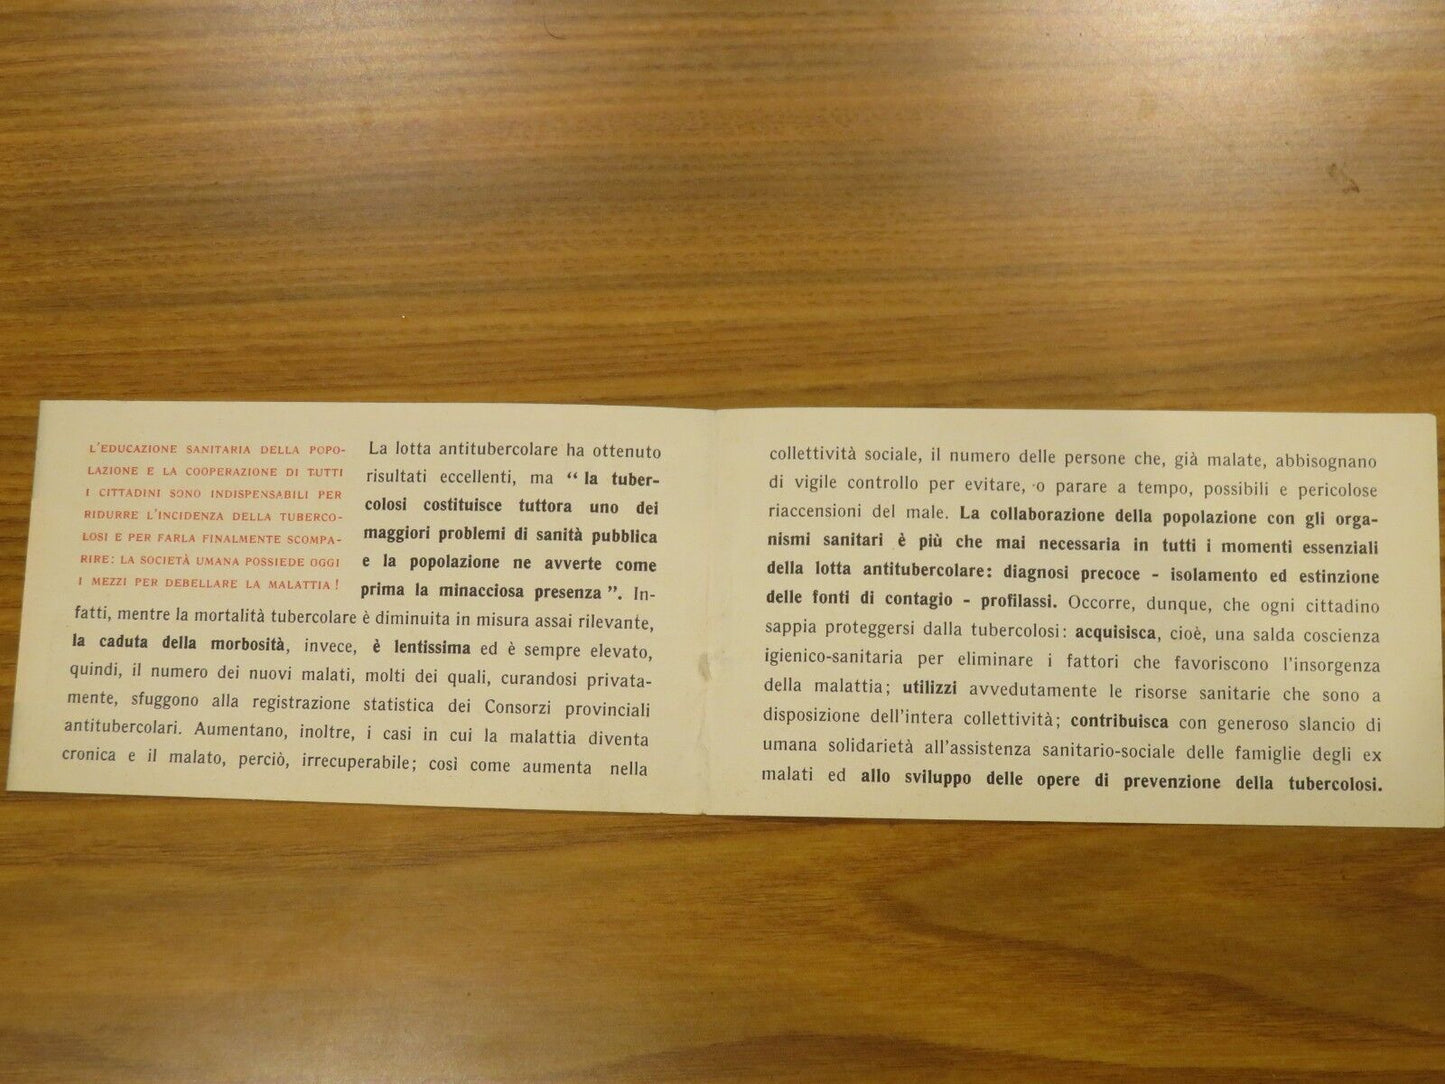 L'EDUCAZIONE SANITARIA DELLA POPO-
LAZIONE E LA COOPERAZIONE DI TUTTI
I CITTADINI SONO INDISPENSABILI PER
RIDURRE L'INCIDENZA DELLA TUBERCO-
LOSI E PER FARLA FINALMENTE SCOMPA-
RIRE: LA SOCIETÀ UMANA POSSIEDE OGGI
I MEZZI PER DEBELLARE LA MALATTIA!
La lotta antitubercolare ha ottenuto
risultati eccellenti, ma “ la tuber-
colosi costituisce tuttora uno dei
maggiori problemi di sanità pubblica
e la popolazione ne avverte come
prima la minacciosa presenza ”. In-
fatti, mentre la mortalità tubercolare è diminuita in misura assai rilevante,
la caduta della morbosità, invece, è lentissima ed è sempre elevato,
quindi, il numero dei nuovi malati, molti dei quali, curandosi privata-
mente, sfuggono alla registrazione statistica dei Consorzi provinciali
antitubercolari. Aumentano, inoltre, i casi in cui la malattia diventa
cronica e il malato, perciò, irrecuperabile; così come aumenta nella
collettività sociale, il numero delle persone che, già malate, abbisognano
di vigile controllo per evitare, o parare a tempo, possibili e pericolose
riaccensioni del male. La collaborazione della popolazione con gli orga-
nismi sanitari è più che mai necessaria in tutti i momenti essenziali
della lotta antitubercolare: diagnosi precoce - isolamento ed estinzione
delle fonti di contagio - profilassi. Occorre, dunque, che ogni cittadino
sappia proteggersi dalla tubercolosi: acquisisca, cioè, una salda coscienza
igienico-sanitaria per eliminare i fattori che favoriscono l'insorgenza
della malattia; utilizzi avvedutamente le risorse sanitarie che sono a
disposizione dell'intera collettività; contribuisca con generoso slancio di
umana solidarietà all'assistenza sanitario-sociale delle famiglie degli ex
malati ed allo sviluppo delle opere di prevenzione della tubercolosi.